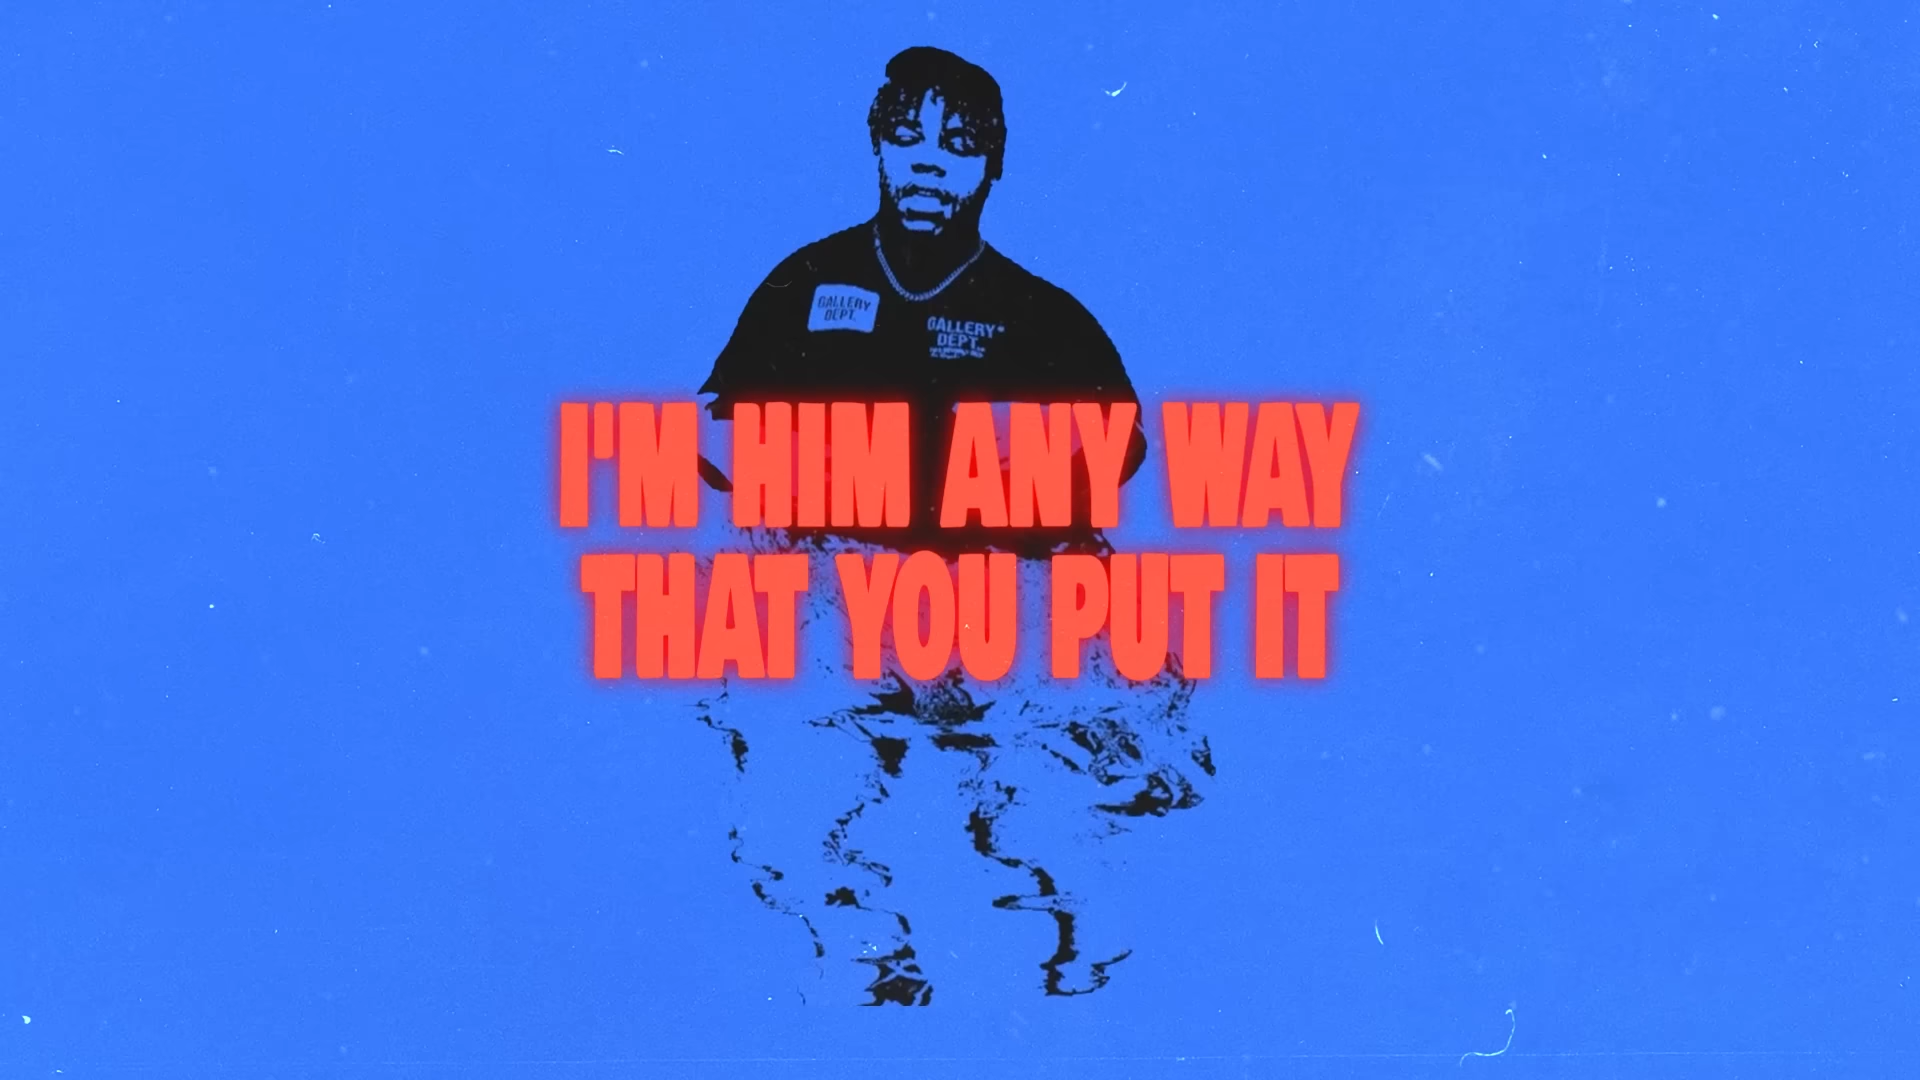 GALLERY
DEPT.
GALLERY
DEPT.
I'M HIM ANY WAY
THAT YOU PUT IT